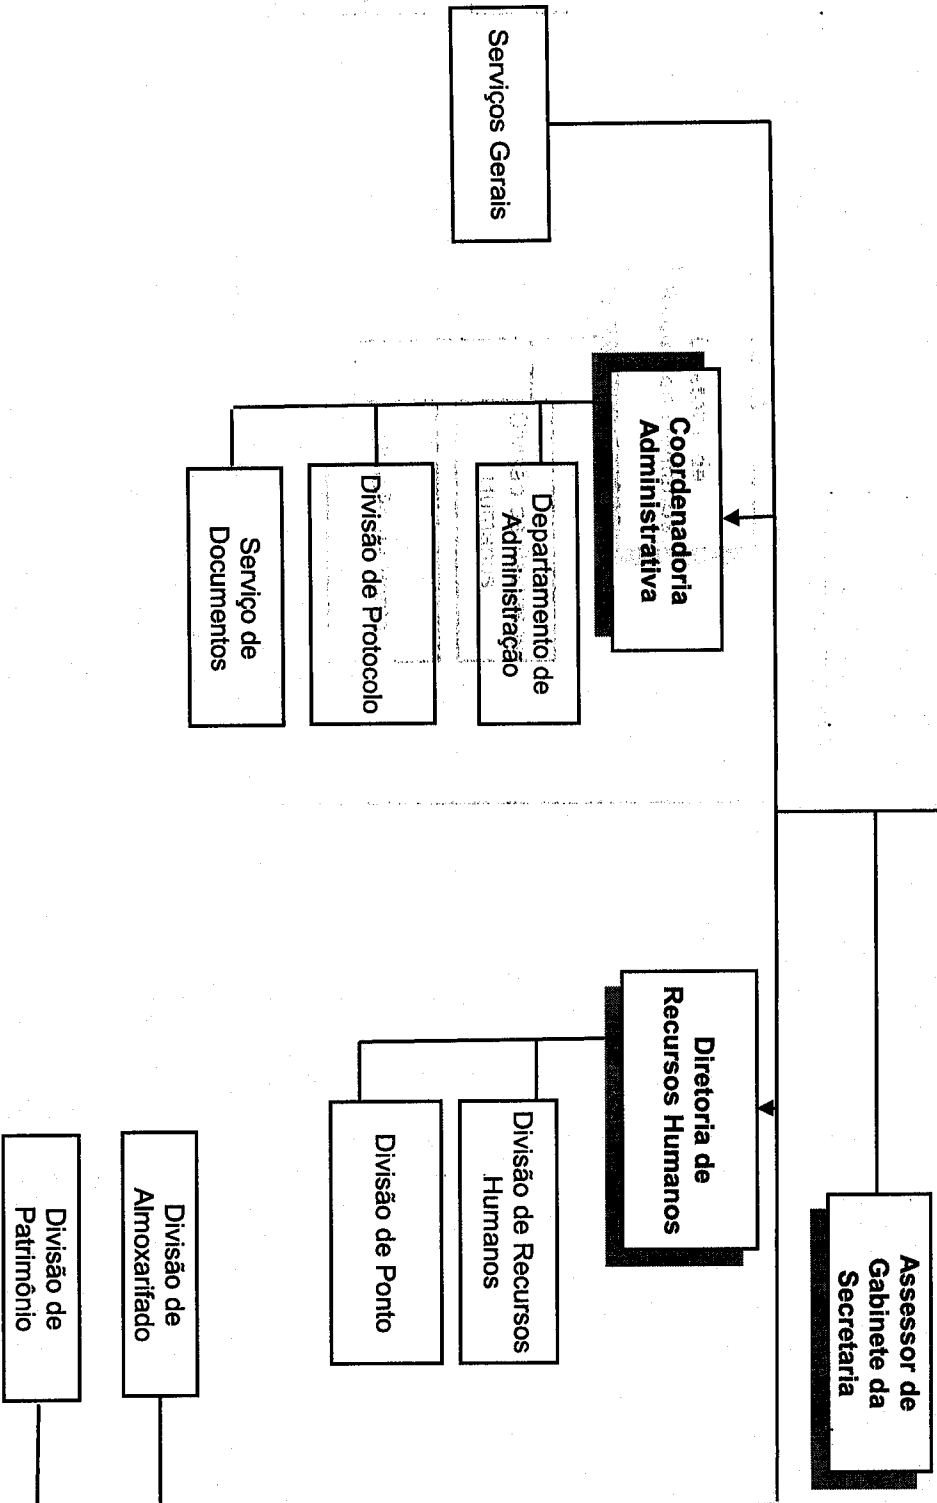 Assessor de
Gabinete da
Secretaria
Serviços Gerais
Coordenadoria
Administrativa
Departamento de
Administração
Divisão de Protocolo
Serviço de
Documentos
Diretoria de
Recursos Humanos
Divisão de Recursos
Humanos
Divisão de Ponto
Divisão de
Almoxarifado
Divisão de
Patrimônio